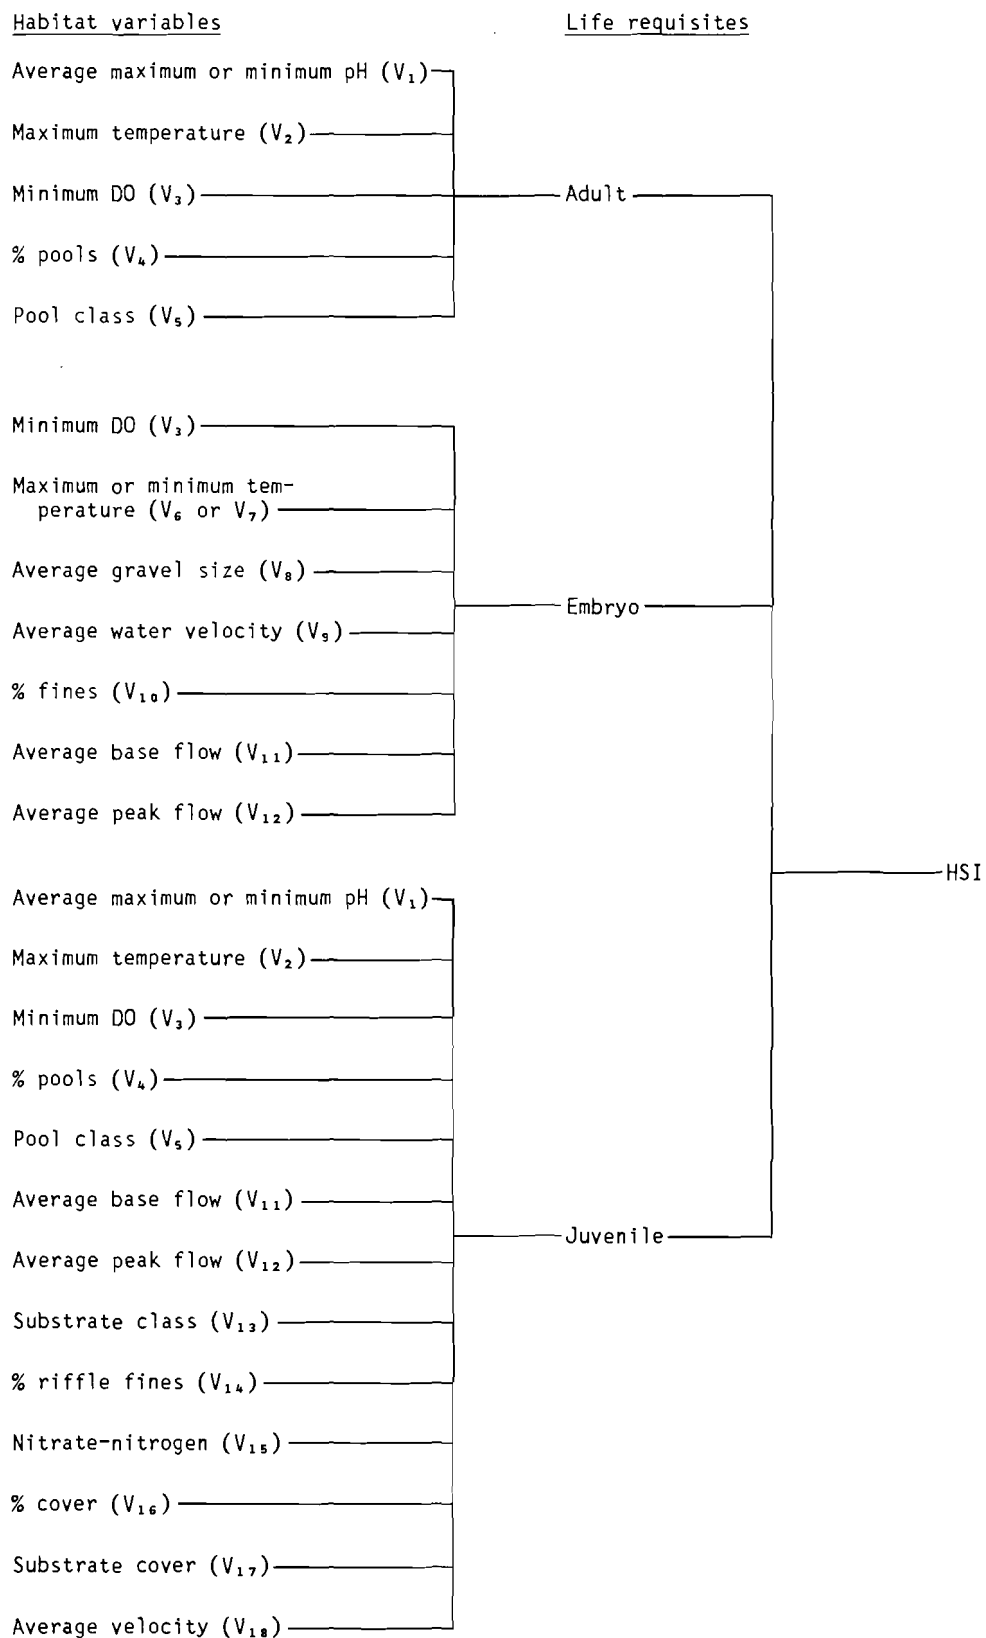 Habitat variables Life requisites
Average maximum or minimum pH (V₁)
Maximum temperature (V₂)
Minimum DO (V₃) Adult
% pools (V₄)
Pool class (V₅)
Minimum DO (V₃)
Maximum or minimum tem-
perature (V₆ or V₇)
Average gravel size (V₈)
Embryo
Average water velocity (V₉)
% fines (V₁₀)
Average base flow (V₁₁)
Average peak flow (V₁₂)
HSI
Average maximum or minimum pH (V₁)
Maximum temperature (V₂)
Minimum DO (V₃)
% pools (V₄)
Pool class (V₅)
Average base flow (V₁₁)
Juvenile
Average peak flow (V₁₂)
Substrate class (V₁₃)
% riffle fines (V₁₄)
Nitrate-nitrogen (V₁₅)
% cover (V₁₆)
Substrate cover (V₁₇)
Average velocity (V₁₈)